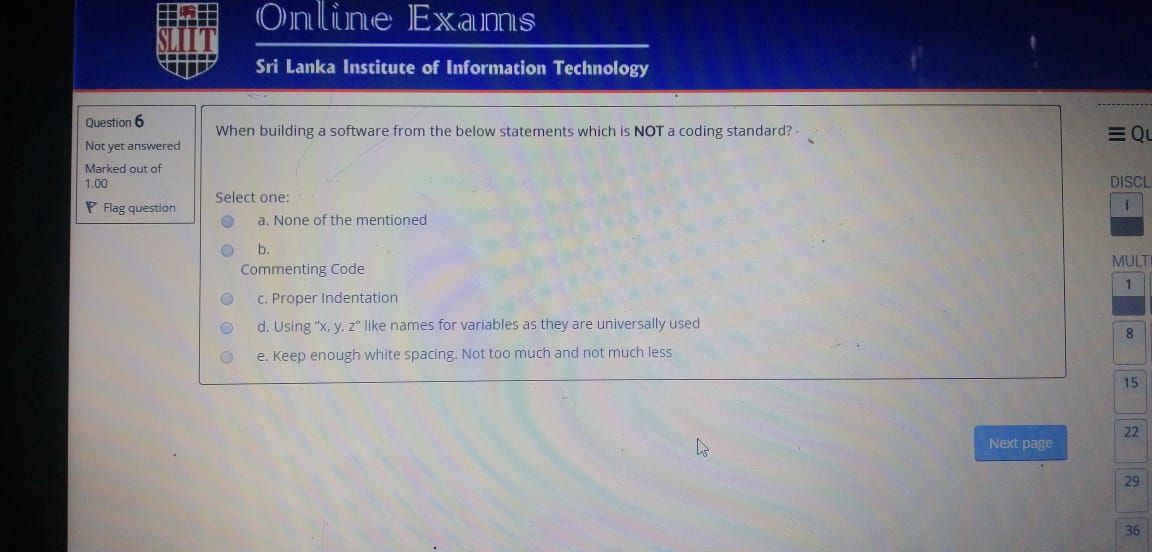 SLIIT
Online Exams
Sri Lanka Institute of Information Technology
Question 6
Not yet answered
Marked out of
1.00
Flag question
When building a software from the below statements which is NOT a coding standard?
Select one:
a. None of the mentioned
b.
Commenting Code
c. Proper Indentation
d. Using "x, y, z" like names for variables as they are universally used
e. Keep enough white spacing. Not too much and not much less
Next page
DISCL
i
MULTI
1
8
15
22
29
36